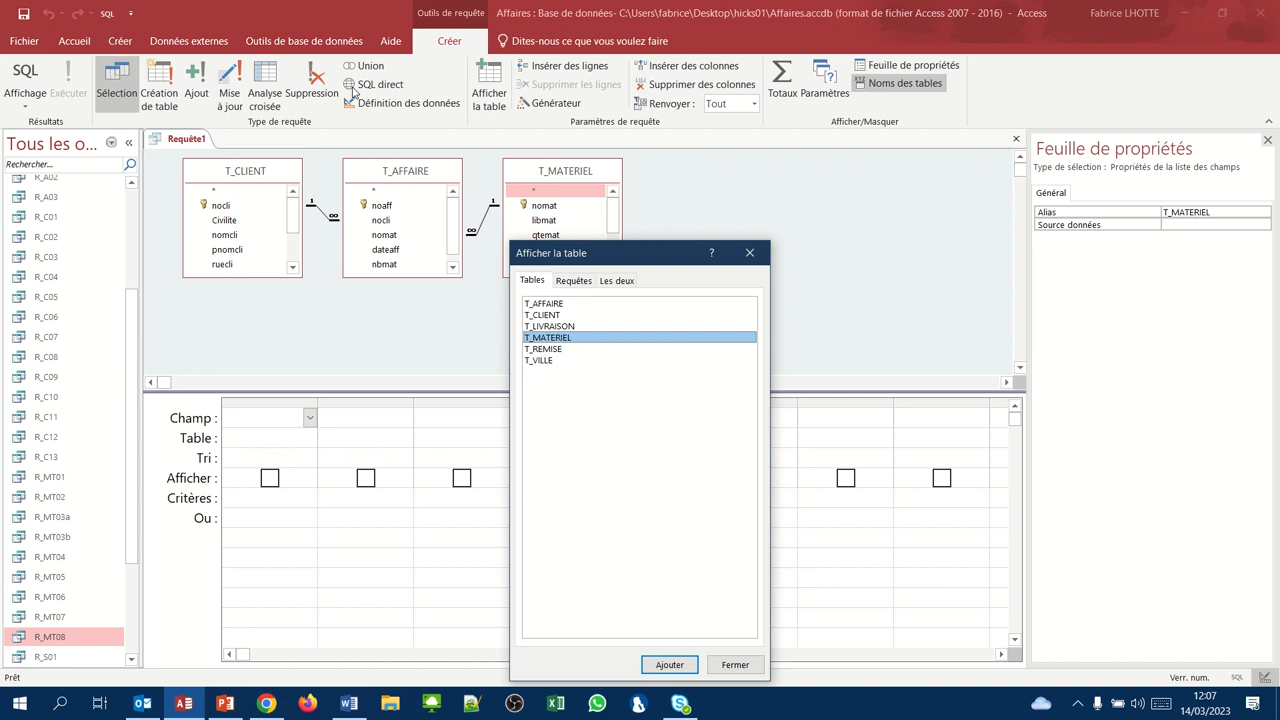 Outils de requête
Affaires : Base de données- C:\Users\fabrice\Desktop\hicks01\Affaires.accdb (format de fichier Access 2007 - 2016) - Access
Fabrice LHOTTE
SQL
Fichier
Accueil
Créer
Données externes
Outils de base de données
Aide
Créer
Dites-nous ce que vous voulez faire
SQL
Affichage
Exécuter
Sélection
Création de table
Ajout
Mise à jour
Analyse croisée
Suppression
Union
SQL direct
Définition des données
Afficher la table
Insérer des lignes
Supprimer les lignes
Générateur
Insérer des colonnes
Supprimer des colonnes
Renvoyer :
Tout
Totaux
Paramètres
Feuille de propriétés
Noms des tables
Résultats
Type de requête
Paramètres de requête
Afficher/Masquer
Tous les o...
Rechercher...
R_A02
R_A03
R_C01
R_C02
R_C03
R_C04
R_C05
R_C06
R_C07
R_C08
R_C09
R_C10
R_C11
R_C12
R_C13
R_MT01
R_MT02
R_MT03a
R_MT03b
R_MT04
R_MT05
R_MT06
R_MT07
R_MT08
R_S01
Requête1
T_CLIENT
*
nocli
Civilite
nomcli
pnomcli
ruecli
1
∞
T_AFFAIRE
*
noaff
nocli
nomat
dateaff
nbmat
∞
1
T_MATERIEL
*
nomat
libmat
qtemat
Champ :
Table :
Tri :
Afficher :
Critères :
Ou :
Afficher la table
?
Tables
Requêtes
Les deux
T_AFFAIRE
T_CLIENT
T_LIVRAISON
T_MATERIEL
T_REMISE
T_VILLE
Ajouter
Fermer
Feuille de propriétés
Type de sélection : Propriétés de la liste des champs
Général
Alias
T_MATERIEL
Source données
Prêt
Verr. num.
SQL
12:07
14/03/2023